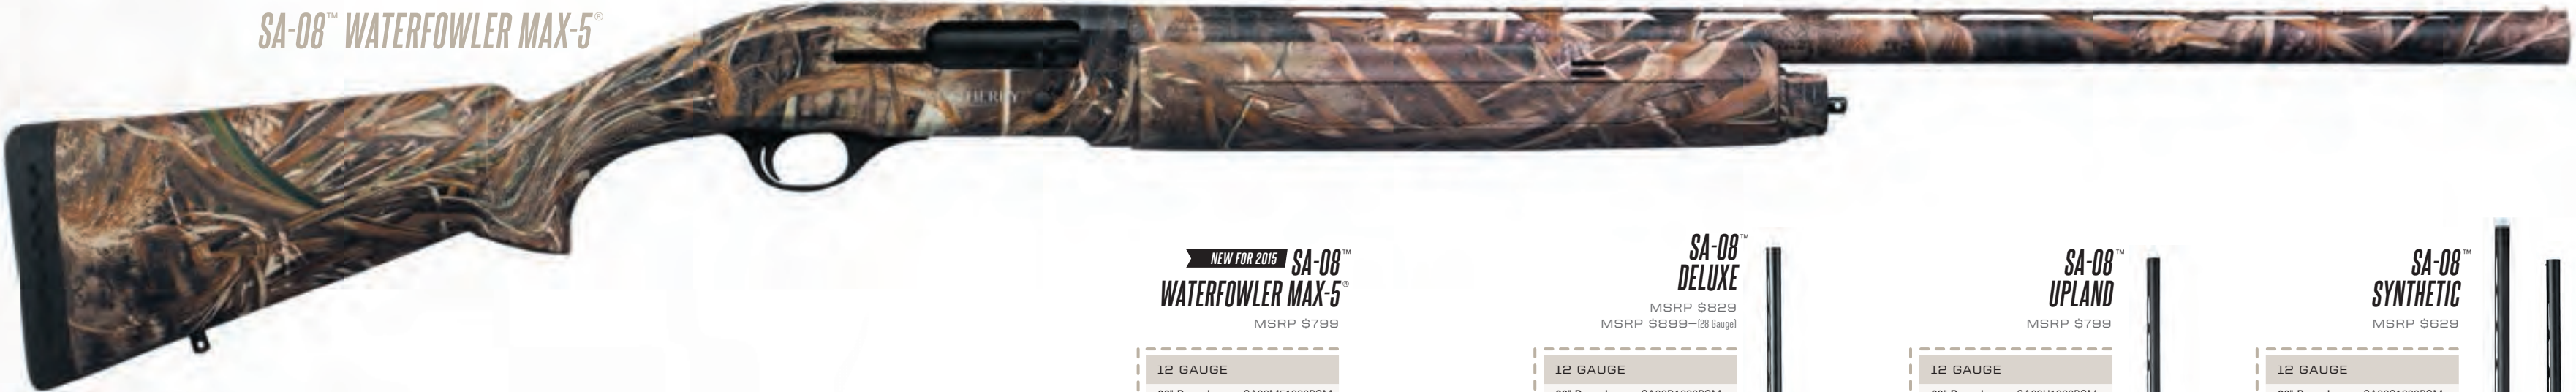 SA-08™ WATERFOWLER MAX-5®
NEW FOR 2015 SA-08™
WATERFOWLER MAX-5®
MSRP $799
12 GAUGE
SA-08™
DELUXE
MSRP $829
MSRP $899—(28 Gauge)
12 GAUGE
SA-08™
UPLAND
MSRP $799
12 GAUGE
SA-08™
SYNTHETIC
MSRP $629
12 GAUGE